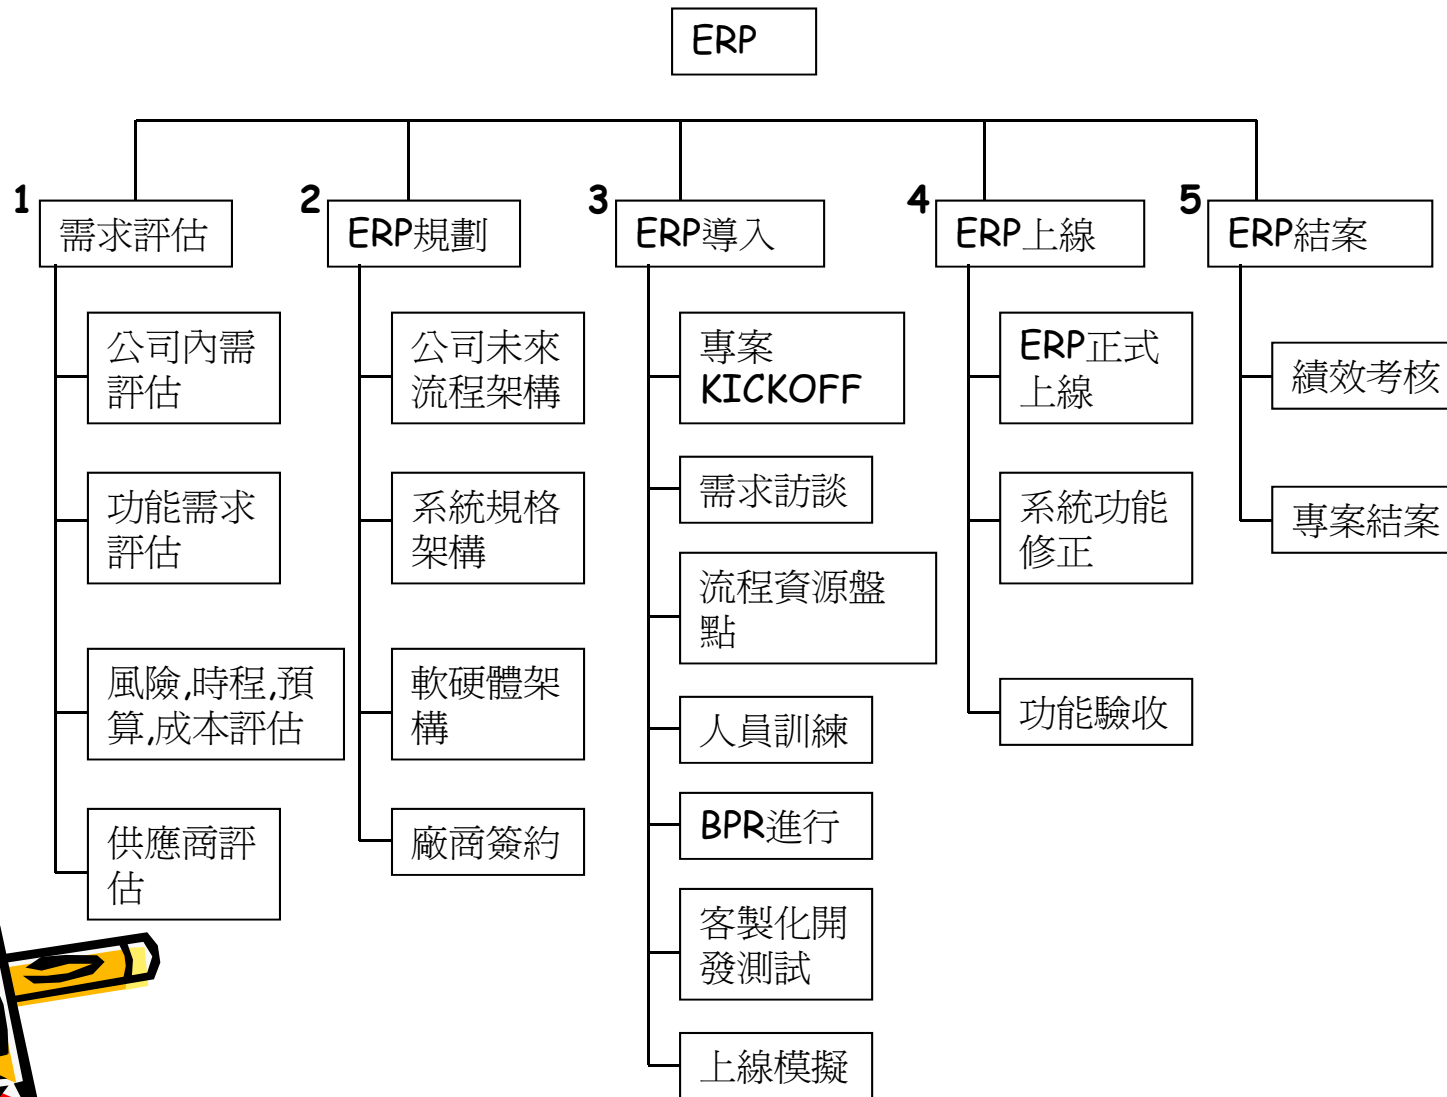 ERP
1
需求評估
公司內需
評估
功能需求
評估
風險,時程,預
算,成本評估
供應商評
估
2
ERP規劃
公司未來
流程架構
系統規格
架構
軟硬體架
構
廠商簽約
3
ERP導入
專案
KICKOFF
需求訪談
流程資源盤
點
人員訓練
BPR進行
客製化開
發測試
上線模擬
4
ERP上線
ERP正式
上線
系統功能
修正
功能驗收
5
ERP結案
績效考核
專案結案